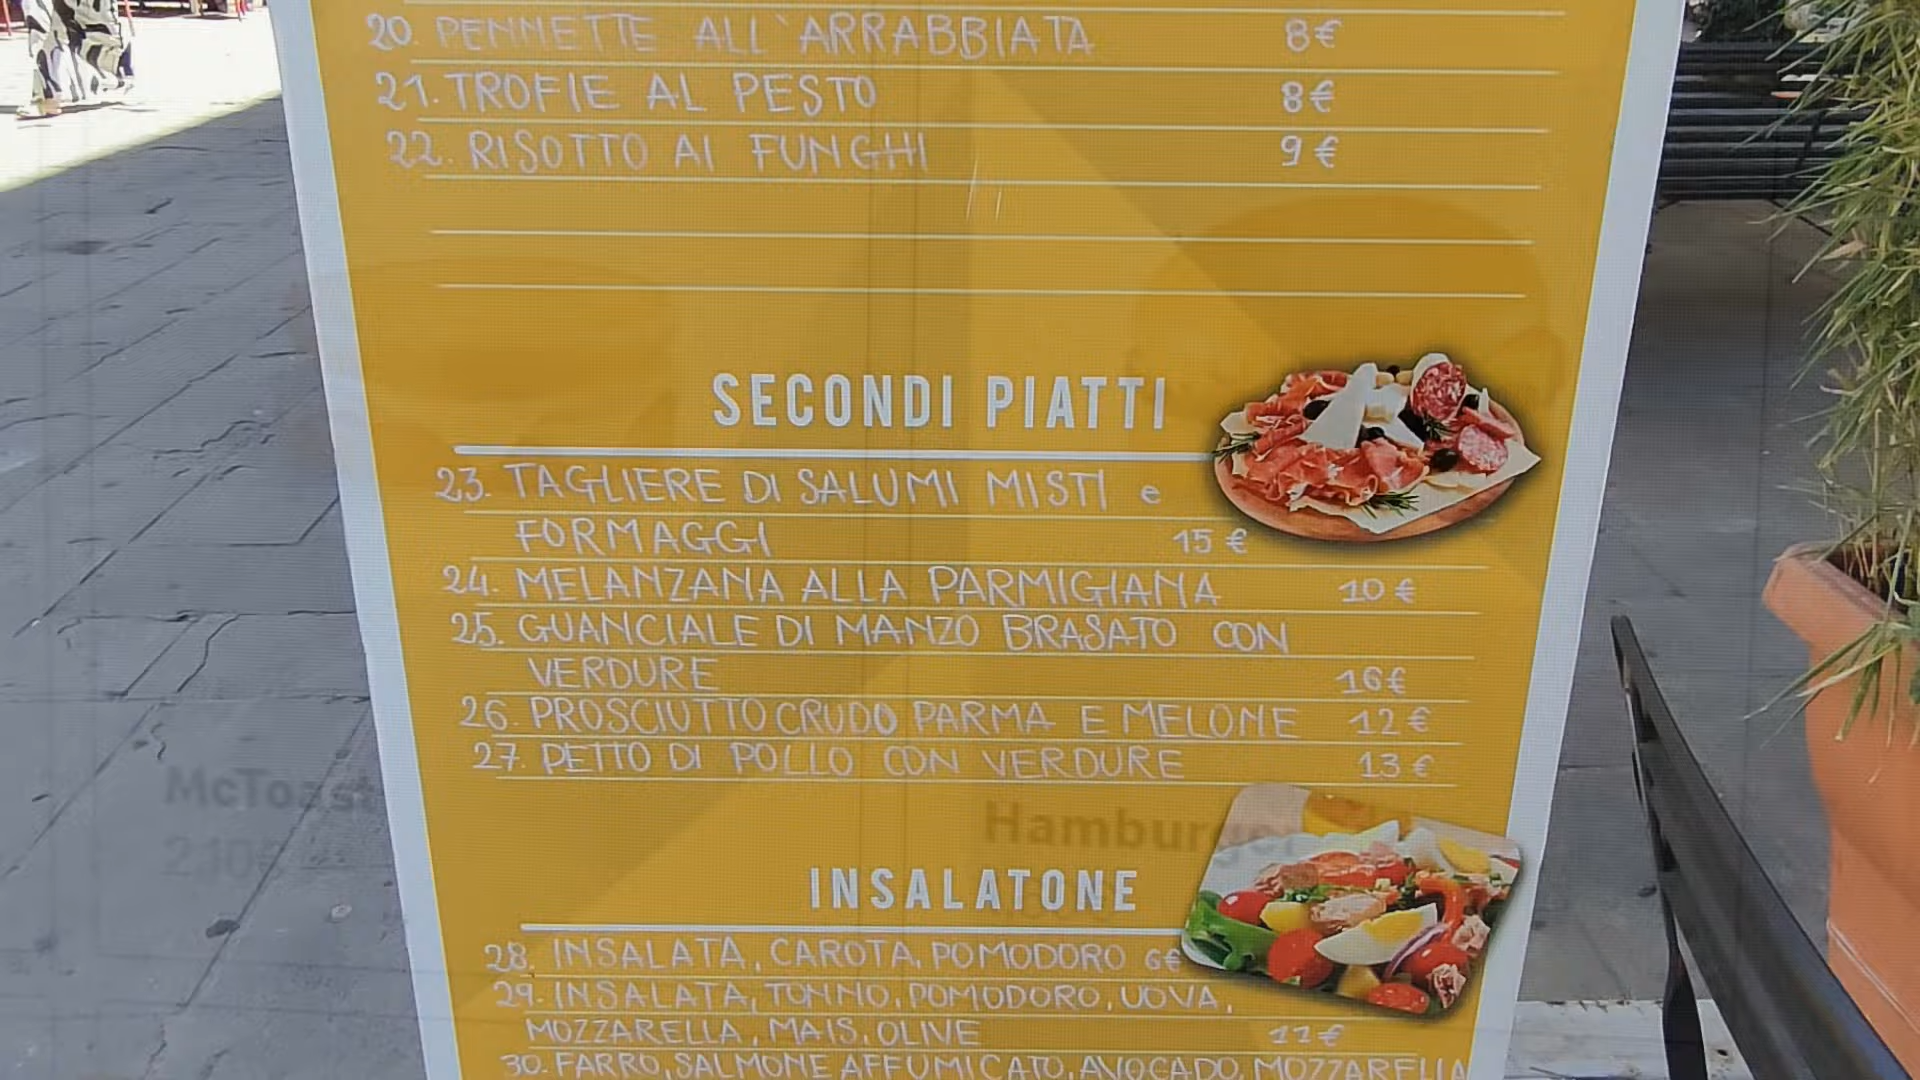 20. PENNETTE ALL'ARRABBIATA 8€
21. TROFIE AL PESTO 8€
22. RISOTTO AI FUNGHI 9€
SECONDI PIATTI
23. TAGLIERE DI SALUMI MISTI e
FORMAGGI 15 €
24. MELANZANA ALLA PARMIGIANA 10 €
25. GUANCIALE DI MANZO BRASATO CON
VERDURE 16€
26. PROSCIUTTO CRUDO PARMA E MELONE 12 €
27. PETTO DI POLLO CON VERDURE 13 €
McToast
Hamburger
INSALATONE
28. INSALATA, CAROTA, POMODORO 6€
29. INSALATA, TONNO, POMODORO, UOVA,
MOZZARELLA, MAIS, OLIVE 11€
30. FARRO, SALMONE AFFUMICATO, AVOCADO, MOZZARELLA